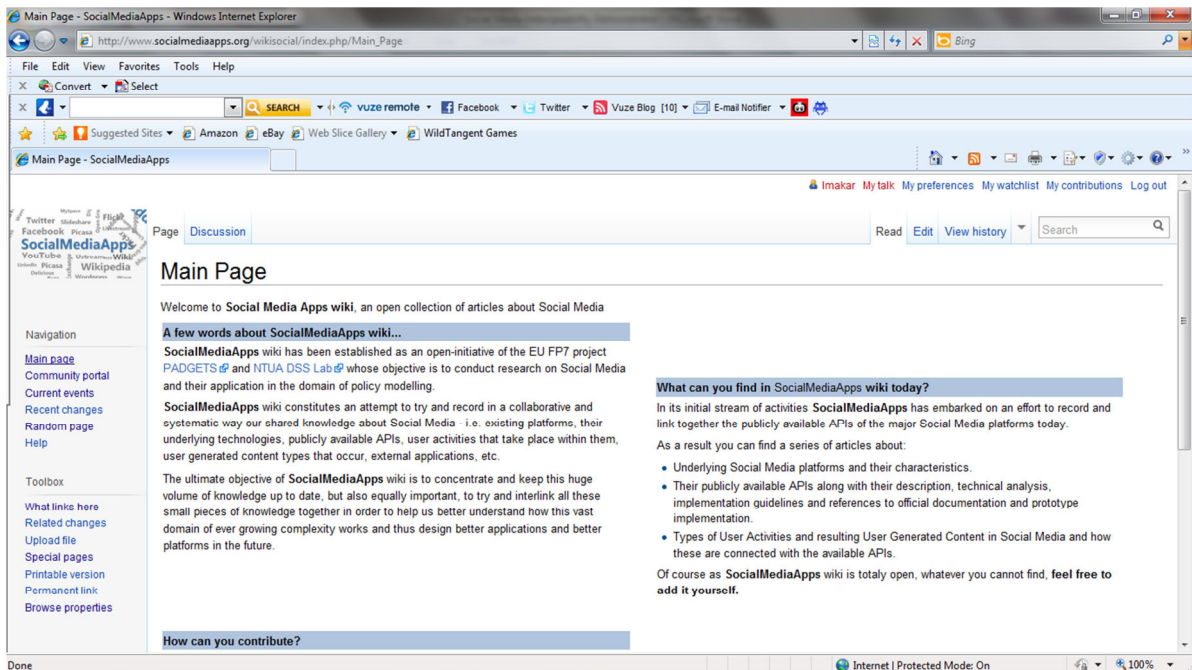 Main Page - SocialMediaApps - Windows Internet Explorer
http://www.socialmediaapps.org/wikisocial/index.php/Main_Page
Bing
File Edit View Favorites Tools Help
X Convert Select
X SEARCH vuze remote Facebook Twitter Vuze Blog [10] E-mail Notifier
Suggested Sites Amazon eBay Web Slice Gallery WildTangent Games
Main Page - SocialMediaApps
Imakar My talk My preferences My watchlist My contributions Log out
Twitter Slideshare Flickr
Facebook Picasa
SocialMediaApps
YouTube Ustream Wiki
Picasa Wikipedia
Delicious Wordpress
Page Discussion
Read Edit View history Search
Main Page
Welcome to Social Media Apps wiki, an open collection of articles about Social Media
Navigation
Main page
Community portal
Current events
Recent changes
Random page
Help
Toolbox
What links here
Related changes
Upload file
Special pages
Printable version
Permanent link
Browse properties
A few words about SocialMediaApps wiki...
SocialMediaApps wiki has been established as an open-initiative of the EU FP7 project
PADGETS and NTUA DSS Lab whose objective is to conduct research on Social Media
and their application in the domain of policy modelling.
SocialMediaApps wiki constitutes an attempt to try and record in a collaborative and
systematic way our shared knowledge about Social Media - i.e. existing platforms, their
underlying technologies, publicly available APIs, user activities that take place within them,
user generated content types that occur, external applications, etc.
The ultimate objective of SocialMediaApps wiki is to concentrate and keep this huge
volume of knowledge up to date, but also equally important, to try and interlink all these
small pieces of knowledge together in order to help us better understand how this vast
domain of ever growing complexity works and thus design better applications and better
platforms in the future.
How can you contribute?
What can you find in SocialMediaApps wiki today?
In its initial stream of activities SocialMediaApps has embarked on an effort to record and
link together the publicly available APIs of the major Social Media platforms today.
As a result you can find a series of articles about:
• Underlying Social Media platforms and their characteristics.
• Their publicly available APIs along with their description, technical analysis,
implementation guidelines and references to official documentation and prototype
implementation.
• Types of User Activities and resulting User Generated Content in Social Media and how
these are connected with the available APIs.
Of course as SocialMediaApps wiki is totaly open, whatever you cannot find, feel free to
add it yourself.
Done
Internet | Protected Mode: On
100%